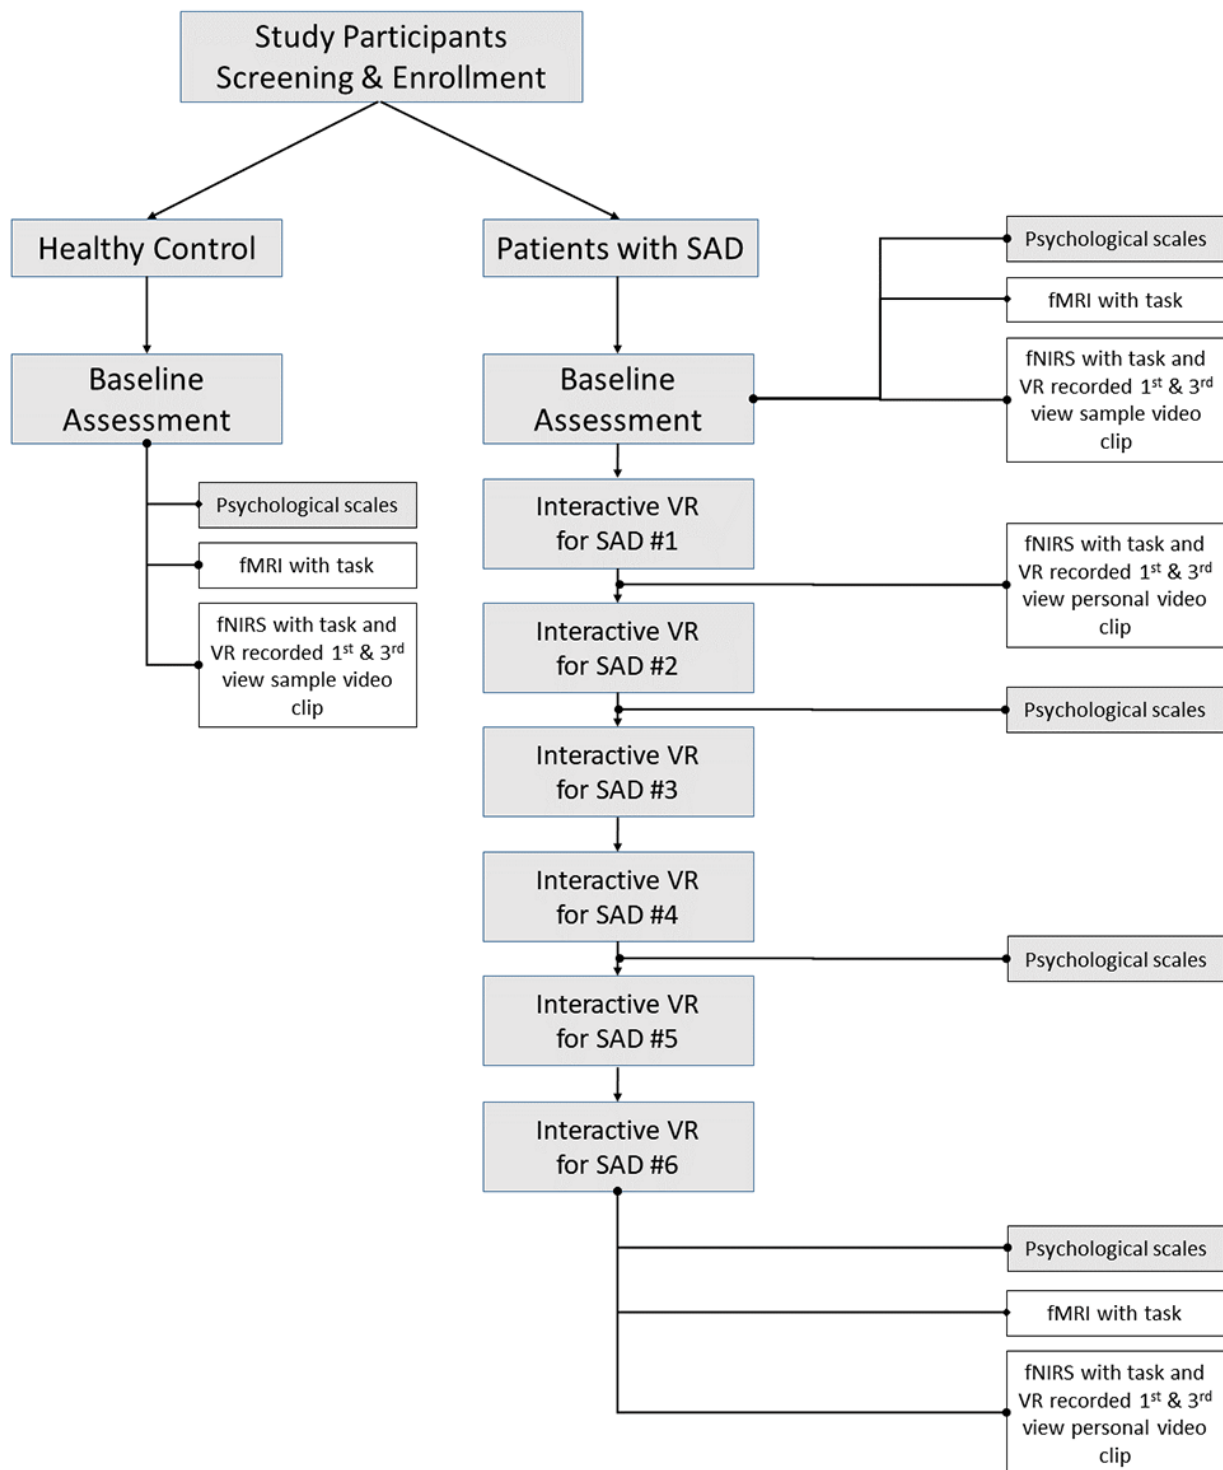 Study Participants
Screening & Enrollment
Healthy Control
Patients with SAD
Psychological scales
fMRI with task
fNIRS with task and
VR recorded 1st & 3rd
view sample video
clip
Baseline
Assessment
Baseline
Assessment
Psychological scales
fMRI with task
fNIRS with task and
VR recorded 1st & 3rd
view sample video
clip
Interactive VR
for SAD #1
fNIRS with task and
VR recorded 1st & 3rd
view personal video
clip
Interactive VR
for SAD #2
Psychological scales
Interactive VR
for SAD #3
Interactive VR
for SAD #4
Psychological scales
Interactive VR
for SAD #5
Interactive VR
for SAD #6
Psychological scales
fMRI with task
fNIRS with task and
VR recorded 1st & 3rd
view personal video
clip